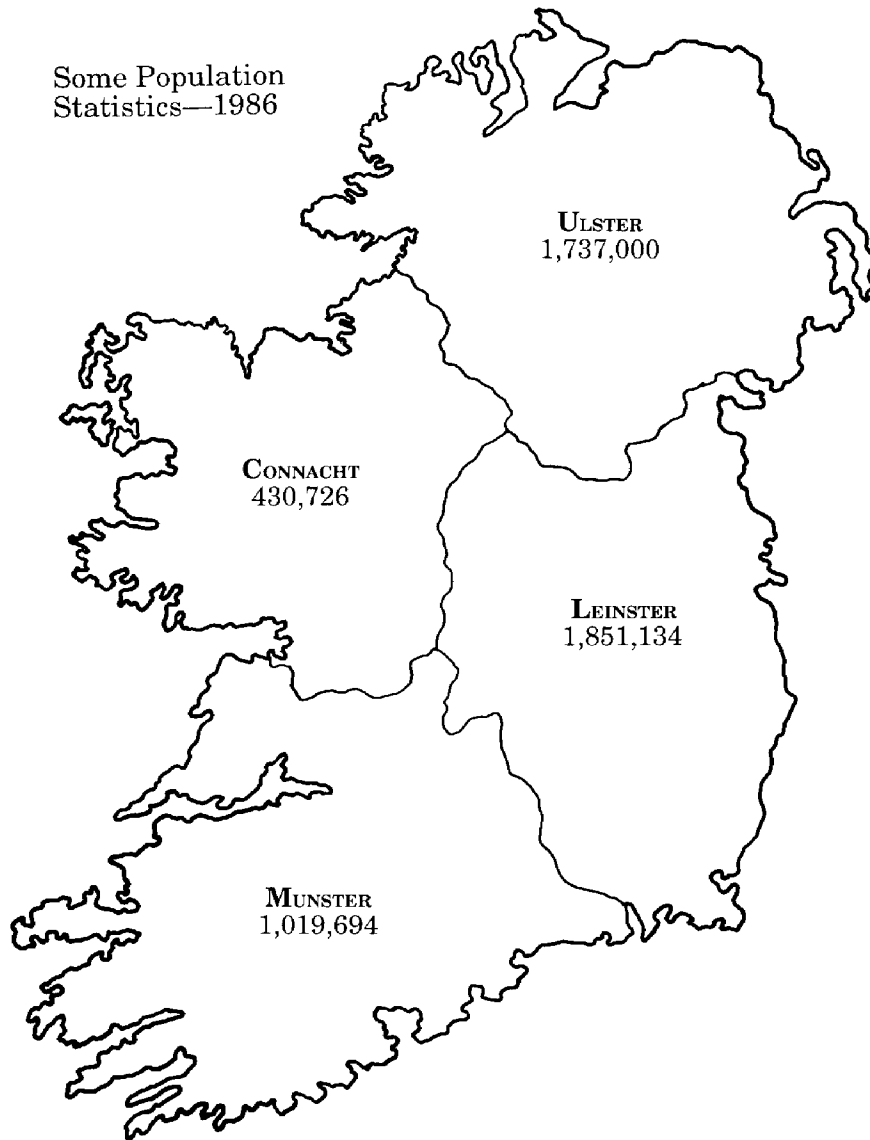 Some Population
Statistics—1986
ULSTER
1,737,000
CONNACHT
430,726
LEINSTER
1,851,134
MUNSTER
1,019,694